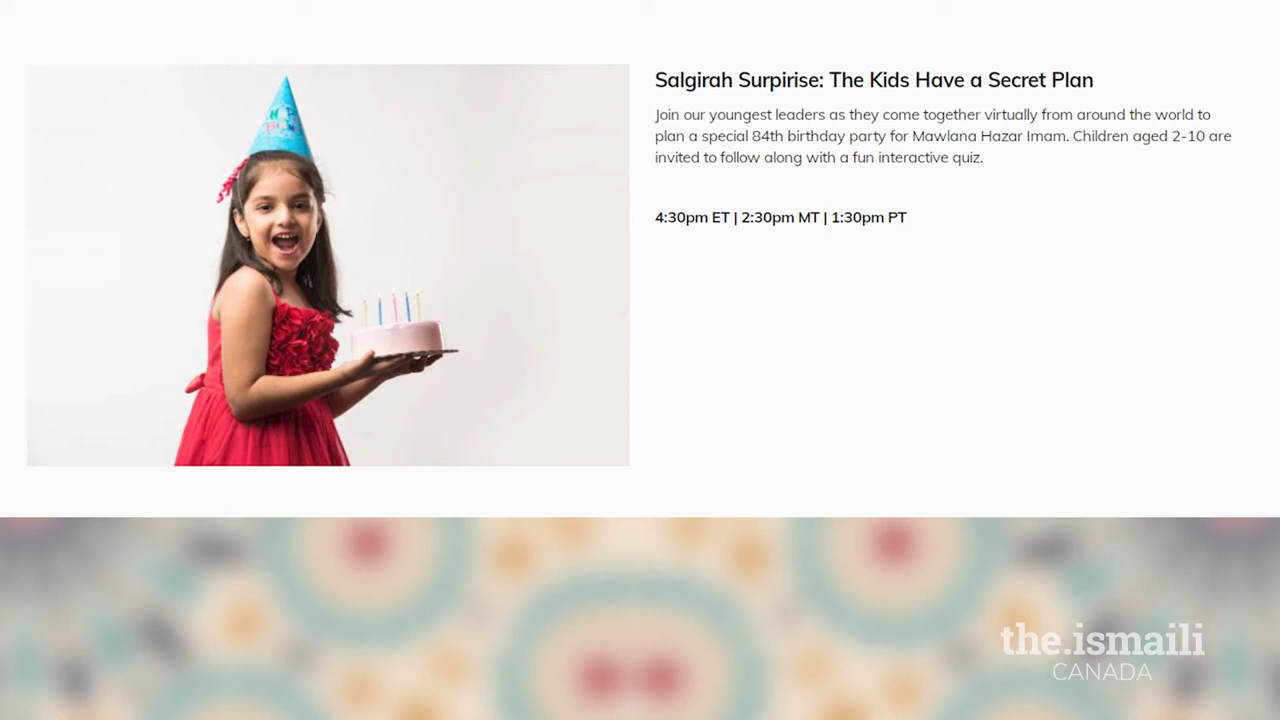 Salgirah Surpirise: The Kids Have a Secret Plan
Join our youngest leaders as they come together virtually from around the world to
plan a special 84th birthday party for Mawlana Hazar Imam. Children aged 2-10 are
invited to follow along with a fun interactive quiz.
4:30pm ET | 2:30pm MT | 1:30pm PT
the.ismaili
CANADA